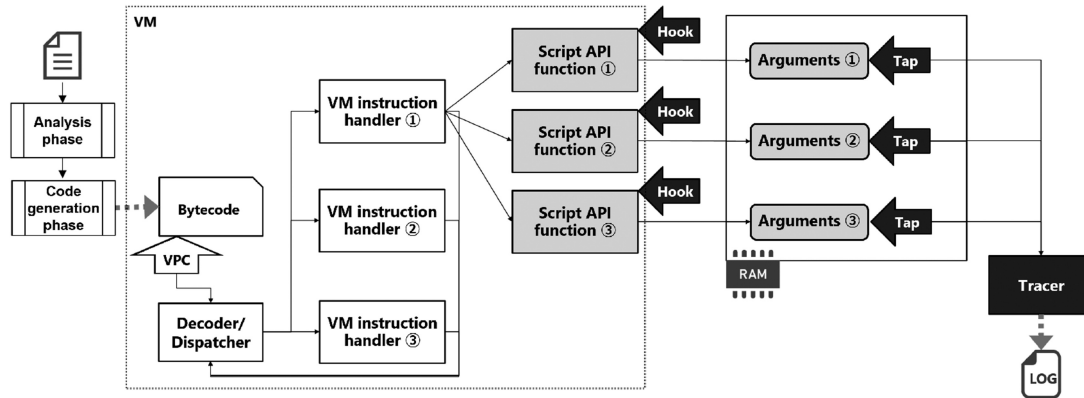 VM
Analysis
phase
Code
generation
phase
Bytecode
VPC
Decoder/
Dispatcher
VM instruction
handler ①
VM instruction
handler ②
VM instruction
handler ③
Script API
function ①
Script API
function ②
Script API
function ③
Hook
Hook
Hook
Arguments ①
Arguments ②
Arguments ③
Tap
Tap
Tap
RAM
Tracer
LOG